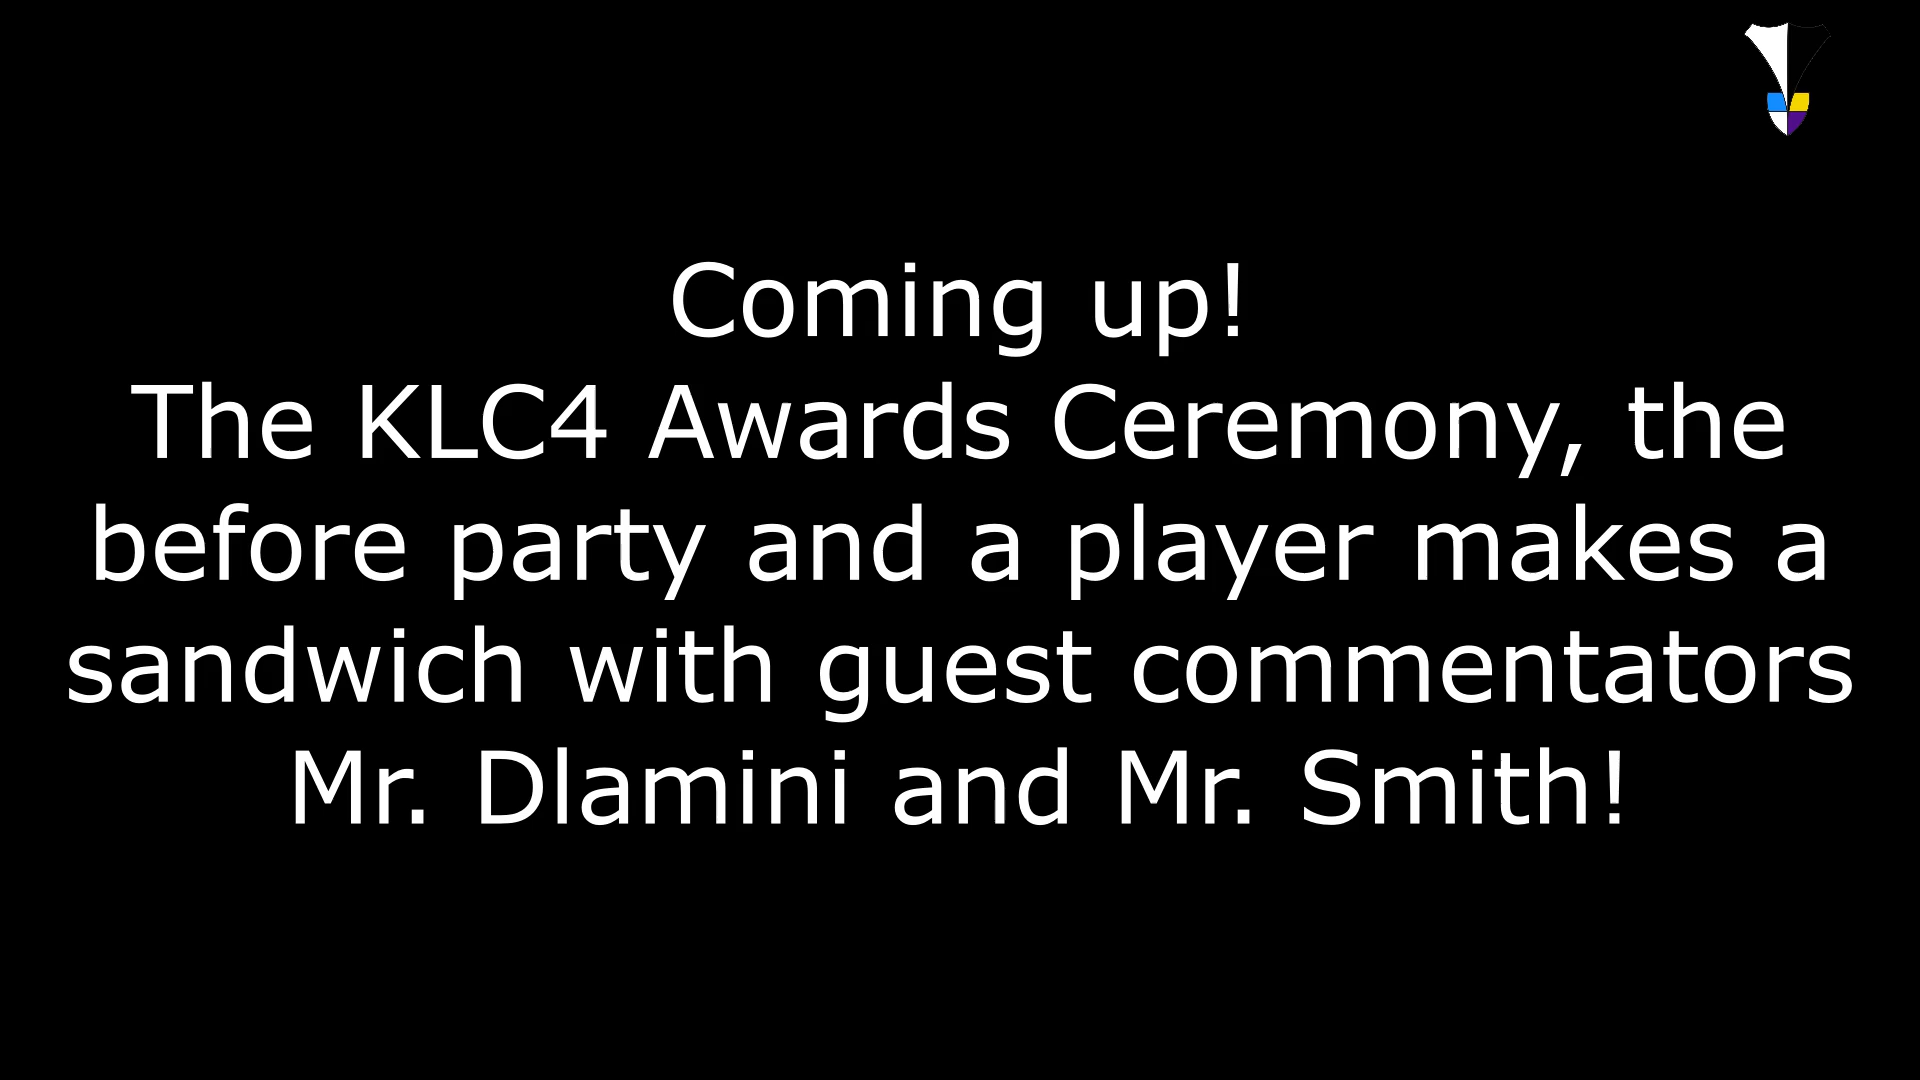 Coming up!
The KLC4 Awards Ceremony, the
before party and a player makes a
sandwich with guest commentators
Mr. Dlamini and Mr. Smith!